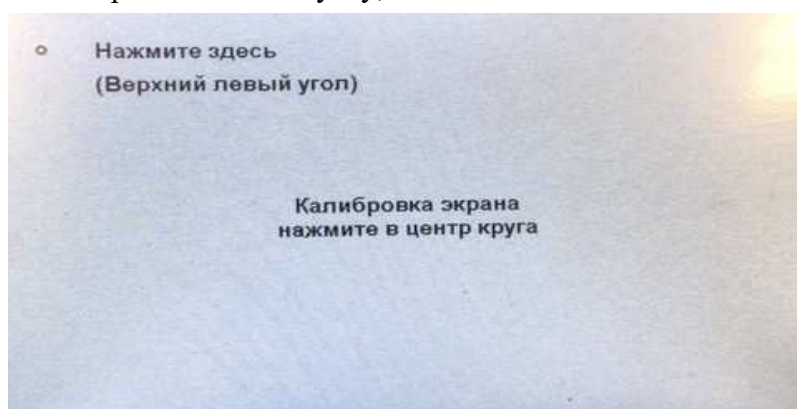 Нажмите здесь
(Верхний левый угол)
Калибровка экрана
нажмите в центр круга